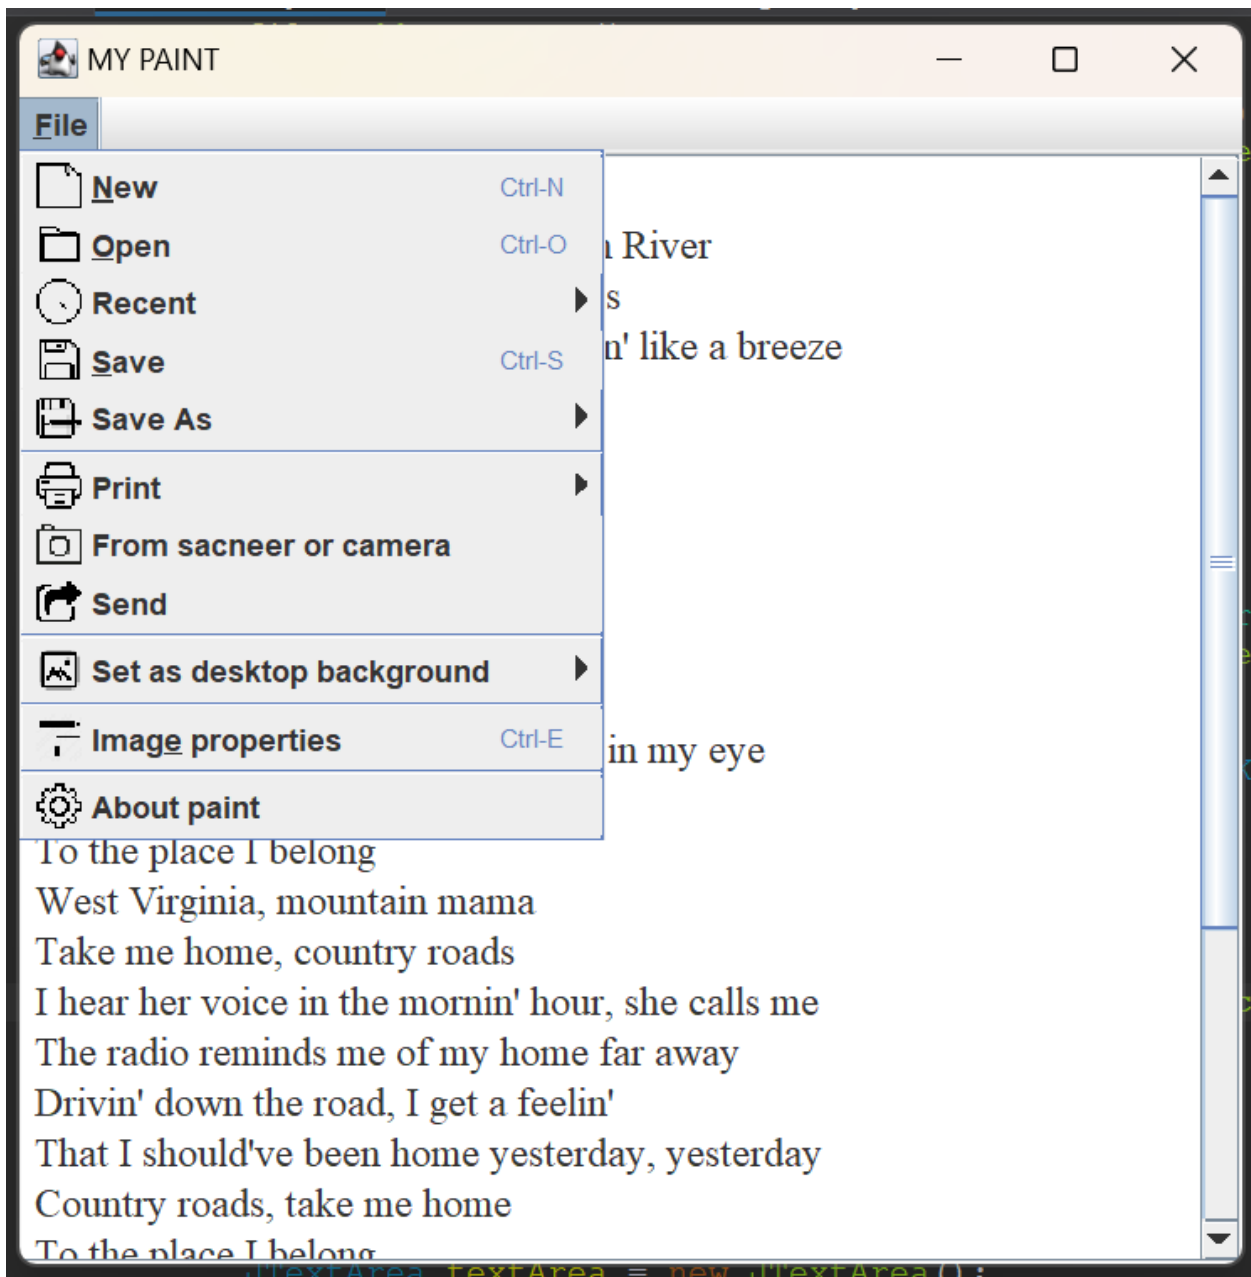 MY PAINT
File
New Ctrl-N
Open Ctrl-O
Recent
Save Ctrl-S
Save As
Print
From sacneer or camera
Send
Set as desktop background
Image properties Ctrl-E
About paint
River
s
n' like a breeze
in my eye
To the place I belong
West Virginia, mountain mama
Take me home, country roads
I hear her voice in the mornin' hour, she calls me
The radio reminds me of my home far away
Drivin' down the road, I get a feelin'
That I should've been home yesterday, yesterday
Country roads, take me home
To the place I belong
JTextArea textArea = new JTextArea();